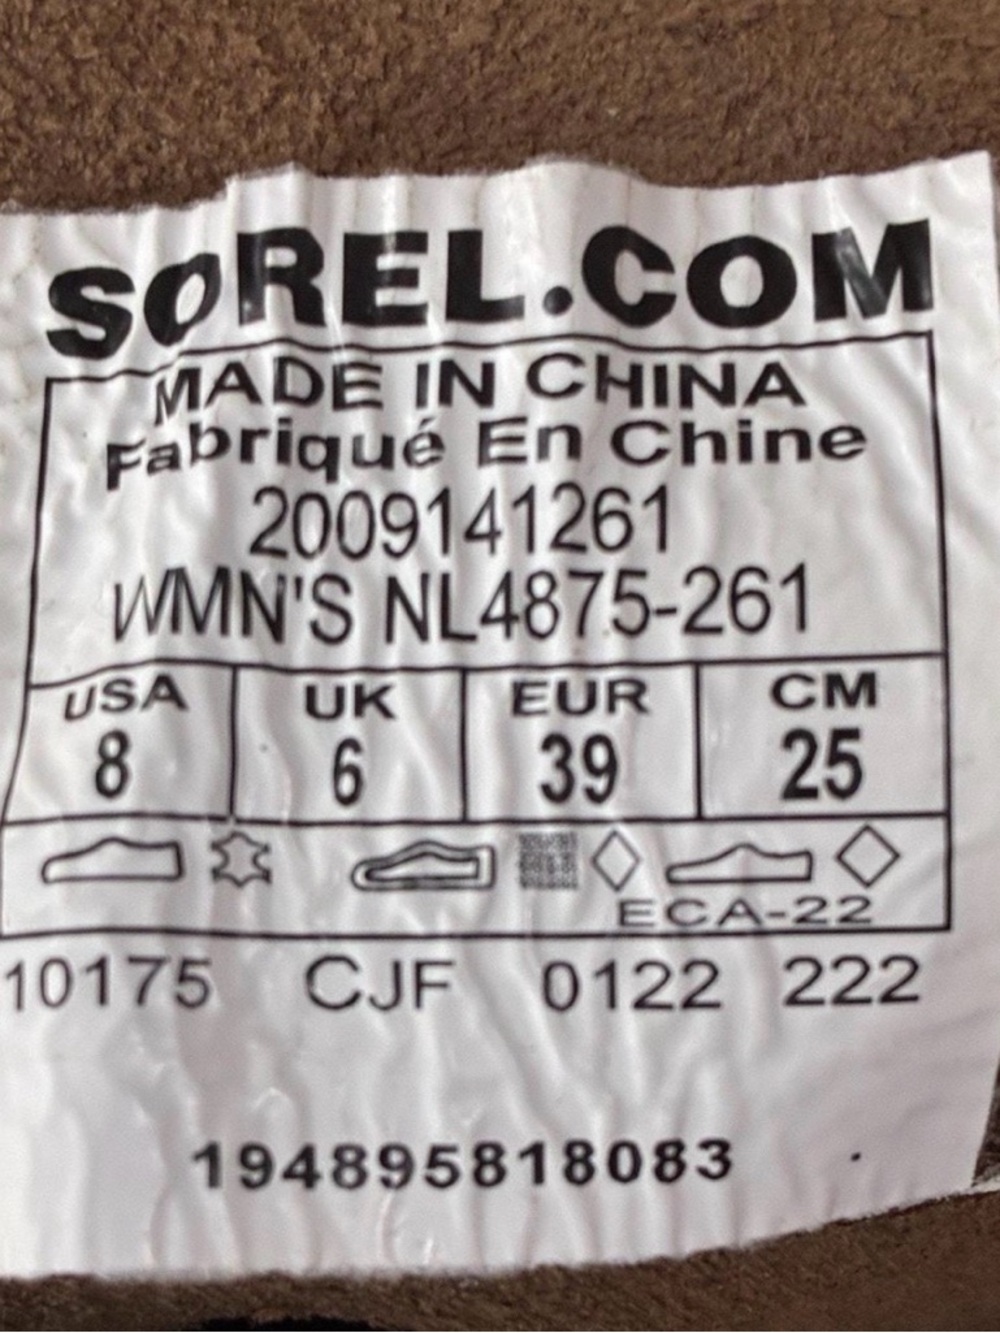 SOREL.COM
MADE IN CHINA
Fabriqué En Chine
2009141261
WMN'S NL4875-261
USA UK EUR CM
8 6 39 25
ECA-22
10175 CJF 0122 222
194895818083